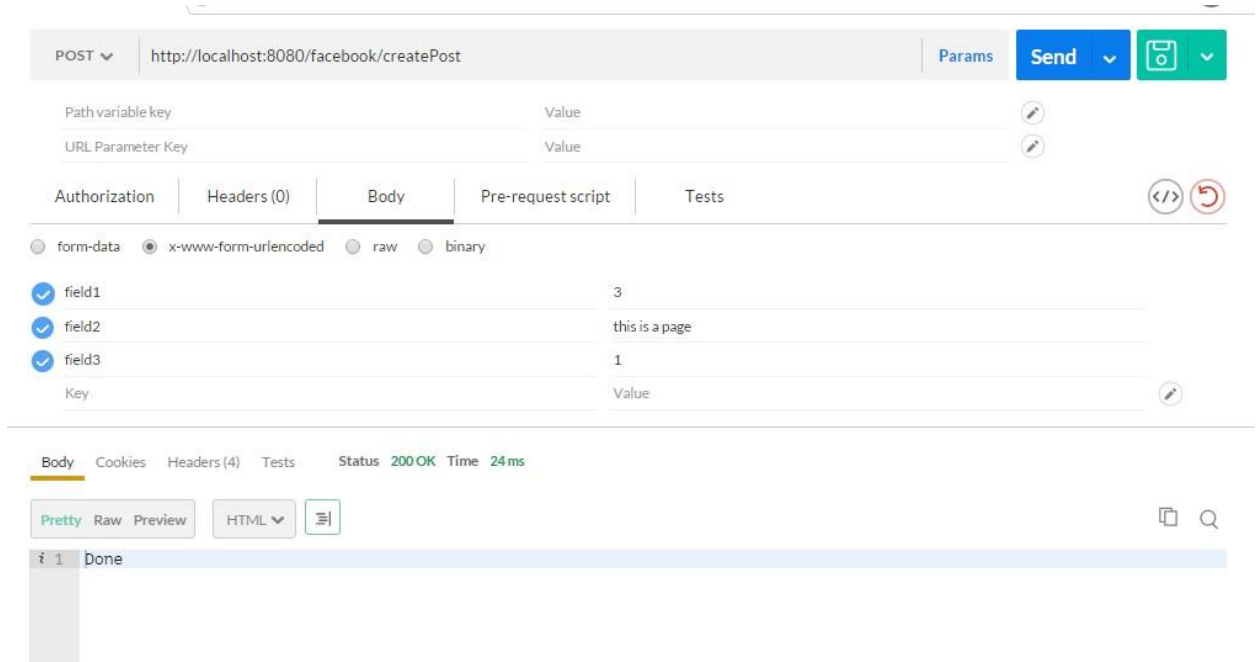 POST http://localhost:8080/facebook/createPost Params Send
Path variable key Value
URL Parameter Key Value
Authorization Headers (0) Body Pre-request script Tests </>
form-data x-www-form-urlencoded raw binary
field1 3
field2 this is a page
field3 1
Key Value
Body Cookies Headers (4) Tests Status 200 OK Time 24 ms
Pretty Raw Preview HTML
i 1 Done